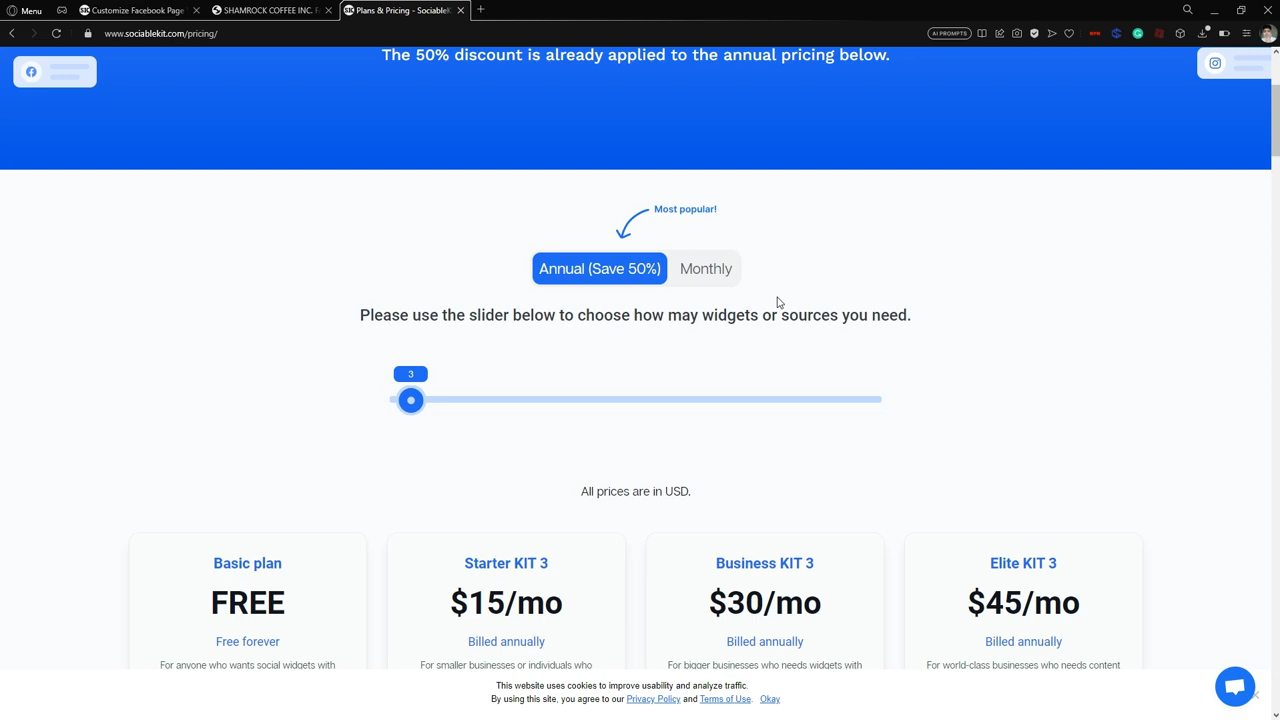 Menu
Customize Facebook Page
SHAMROCK COFFEE INC. F
Plans & Pricing - SociableK
www.sociablekit.com/pricing/
AI PROMPTS
The 50% discount is already applied to the annual pricing below.
Most popular!
Annual (Save 50%)
Monthly
Please use the slider below to choose how may widgets or sources you need.
3
All prices are in USD.
Basic plan
FREE
Free forever
For anyone who wants social widgets with
Starter KIT 3
$15/mo
Billed annually
For smaller businesses or individuals who
Business KIT 3
$30/mo
Billed annually
For bigger businesses who needs widgets with
Elite KIT 3
$45/mo
Billed annually
For world-class businesses who needs content
This website uses cookies to improve usability and analyze traffic.
By using this site, you agree to our Privacy Policy and Terms of Use. Okay